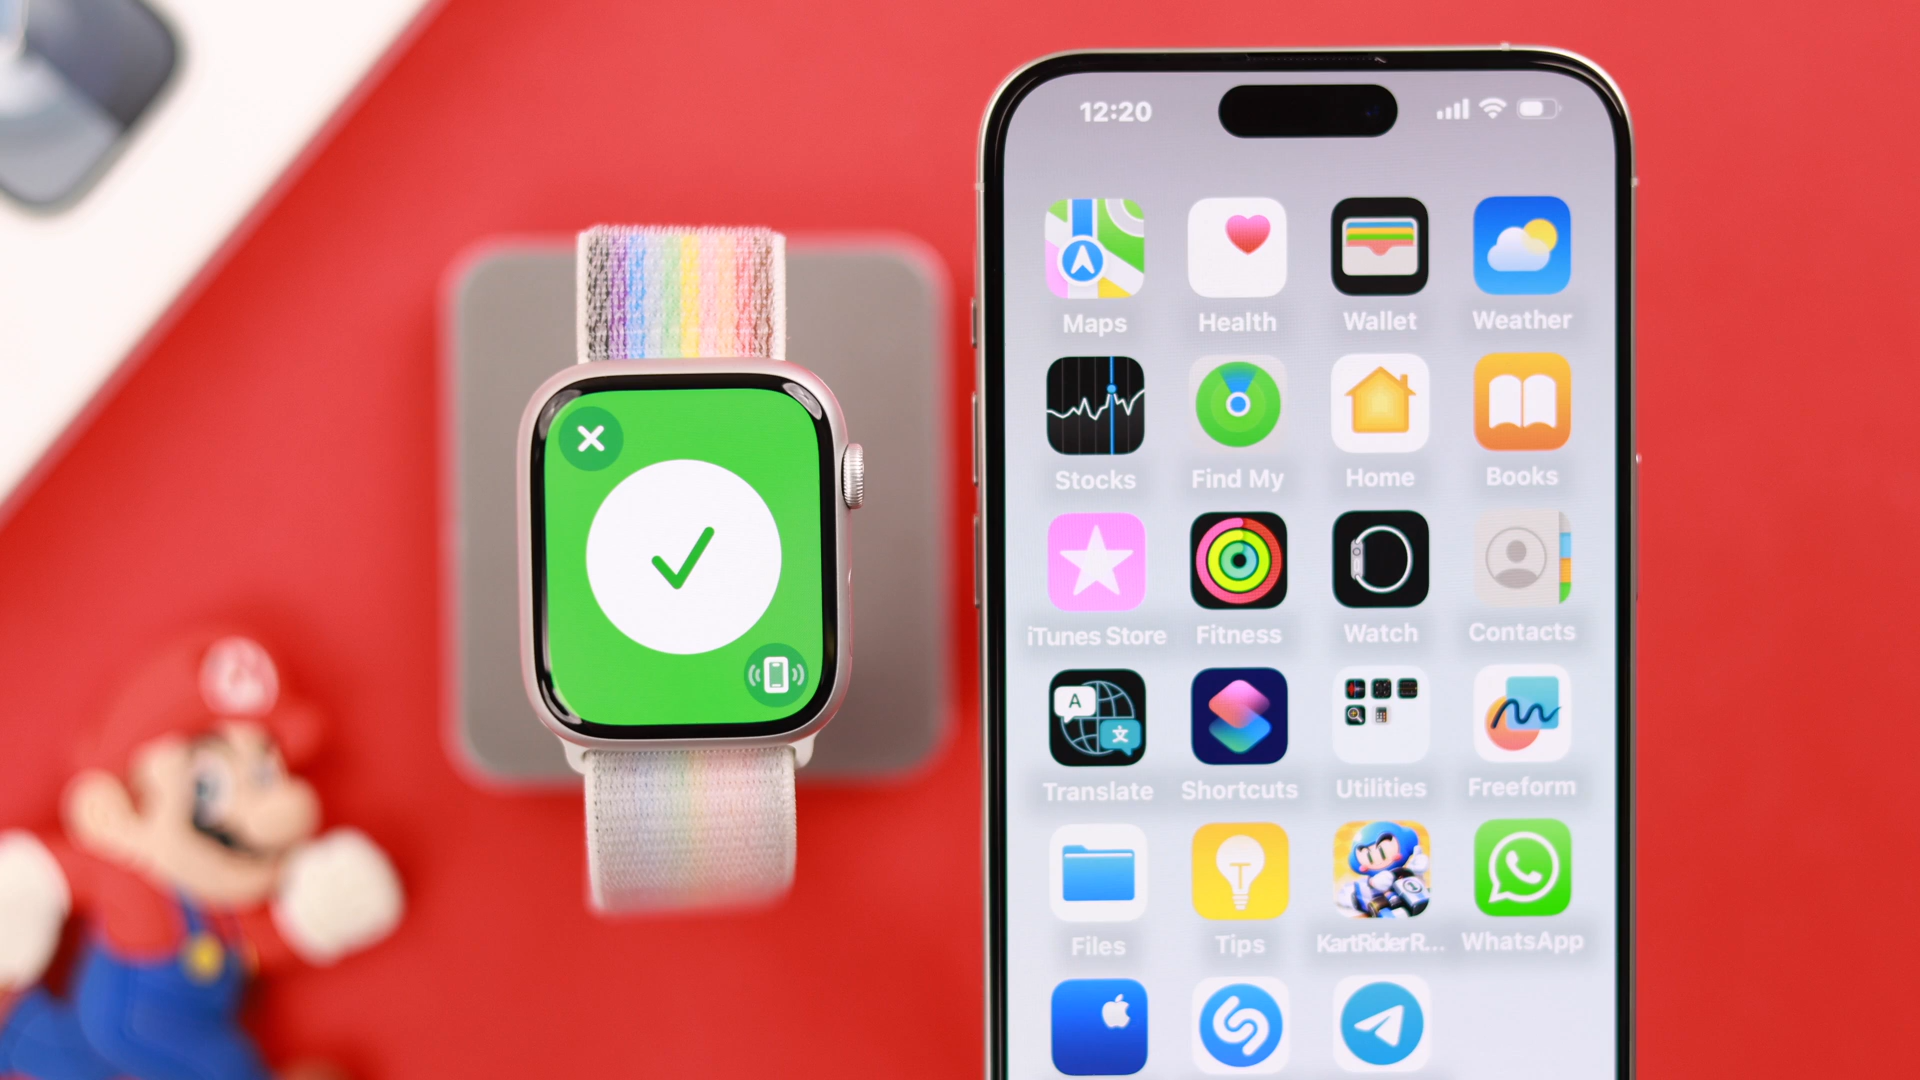 12:20
Maps Health Wallet Weather
Stocks Find My Home Books
iTunes Store Fitness Watch Contacts
A 文
Translate Shortcuts Utilities Freeform
Files Tips KartRiderR... WhatsApp
M